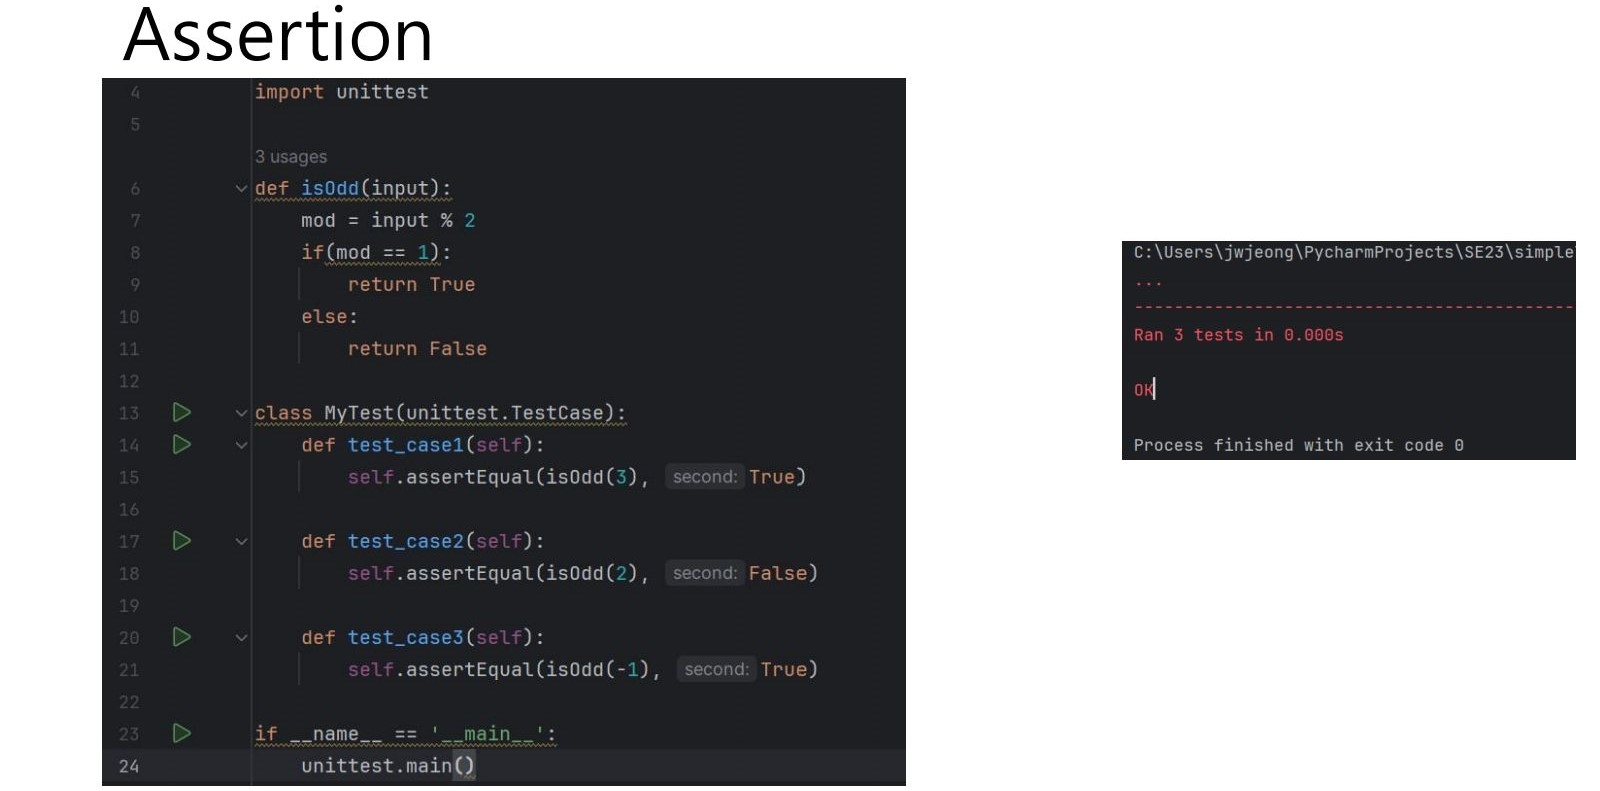 Assertion
4 import unittest
5
3 usages
6 def isOdd(input):
7 mod = input % 2
8 if(mod == 1):
9 return True
10 else:
11 return False
12
13 class MyTest(unittest.TestCase):
14 def test_case1(self):
15 self.assertEqual(isOdd(3), second: True)
16
17 def test_case2(self):
18 self.assertEqual(isOdd(2), second: False)
19
20 def test_case3(self):
21 self.assertEqual(isOdd(-1), second: True)
22
23 if __name__ == '__main__':
24 unittest.main()
C:\Users\jwjeong\PycharmProjects\SE23\simple
...
---------------------------------------------
Ran 3 tests in 0.000s
OK
Process finished with exit code 0